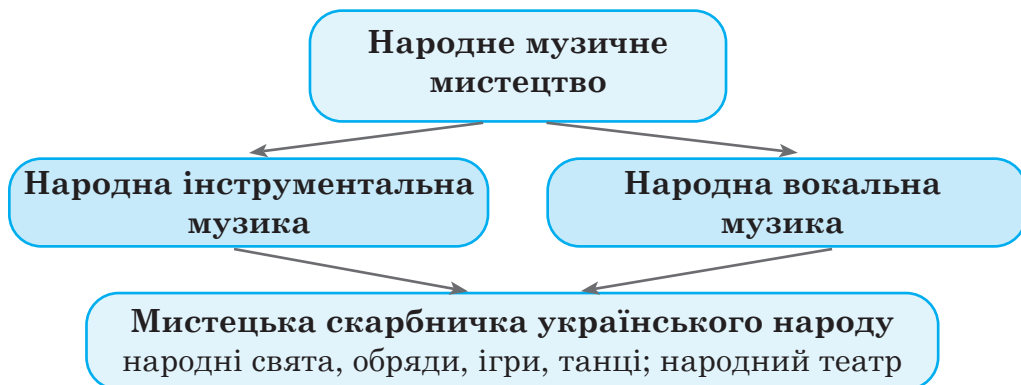 Народне музичне
мистецтво
Народна інструментальна
музика
Народна вокальна
музика
Мистецька скарбничка українського народу
народні свята, обряди, ігри, танці; народний театр